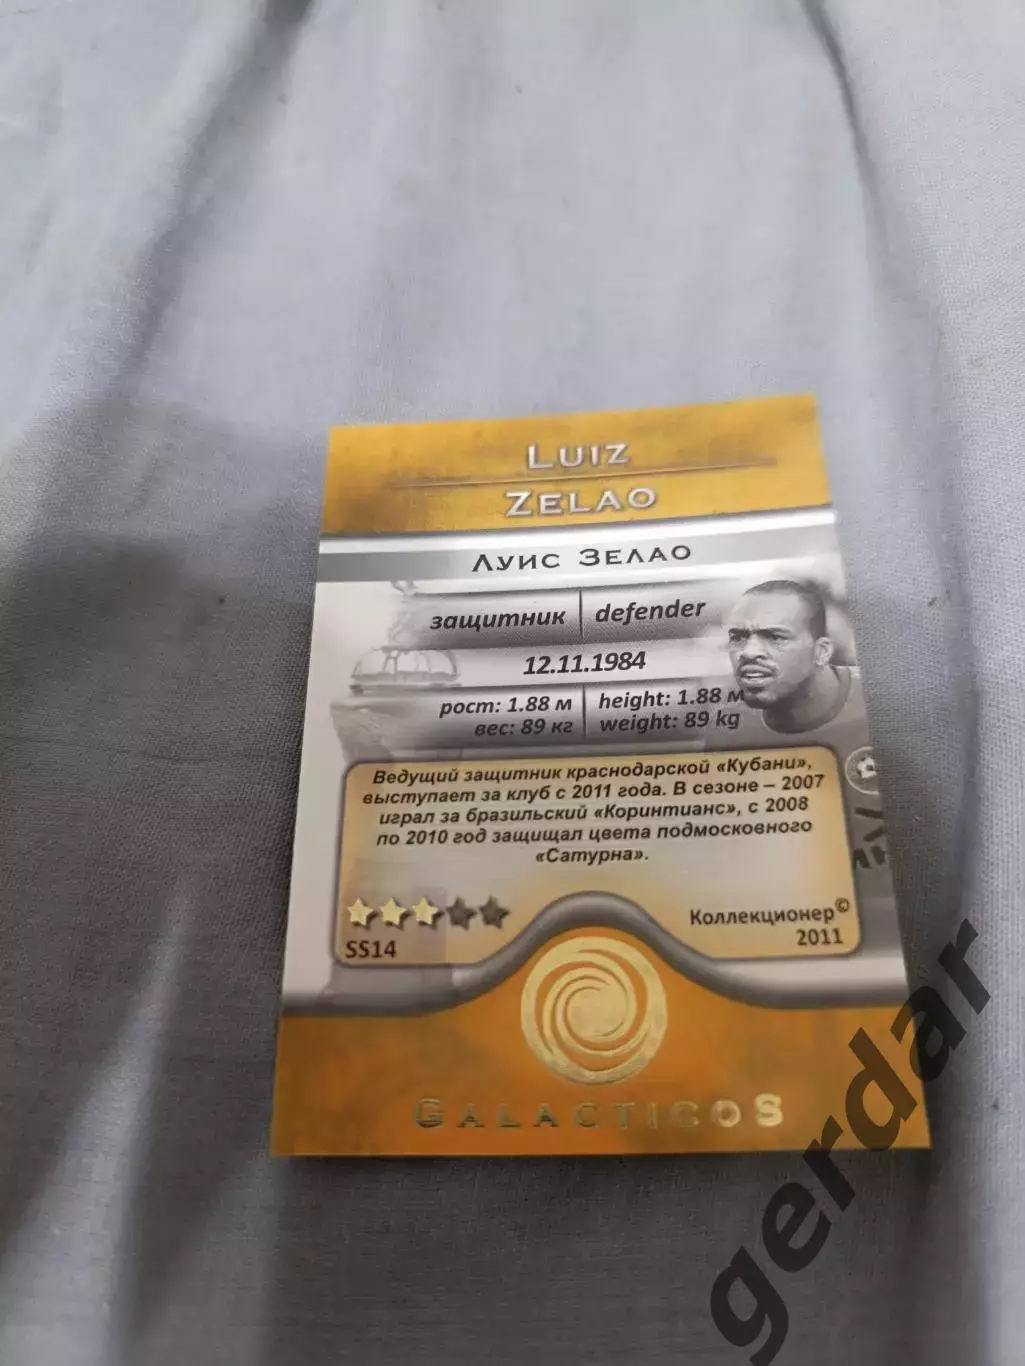 LUIZ
ZELAO
ЛУИС ЗЕЛАО
защитник defender
12.11.1984
рост: 1.88 м height: 1.88 м
вес: 89 кг weight: 89 kg
Ведущий защитник краснодарской «Кубани»,
выступает за клуб с 2011 года. В сезоне – 2007
играл за бразильский «Коринтианс», с 2008
по 2010 год защищал цвета подмосковного
«Сатурна».
SS14
Коллекционер©
2011
GALACTICOS
gerdar